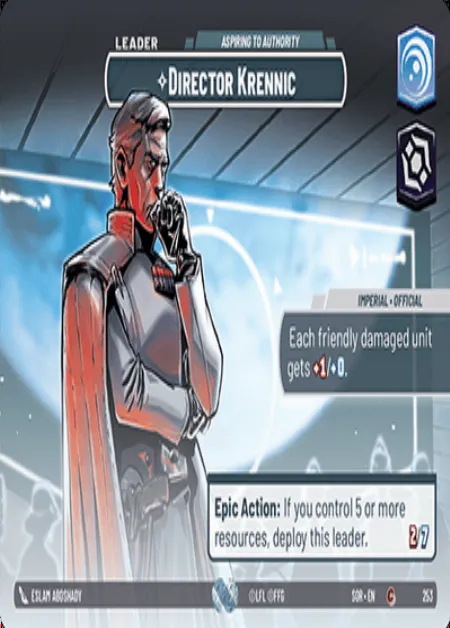 LEADER
ASPIRING TO AUTHORITY
DIRECTOR KRENNIC
IMPERIAL • OFFICIAL
Each friendly damaged unit
gets +1/+0.
Epic Action: If you control 5 or more
resources, deploy this leader.
2 7
ESLAM ABOSHADY
©LFL ©FFG
SOR • EN
253